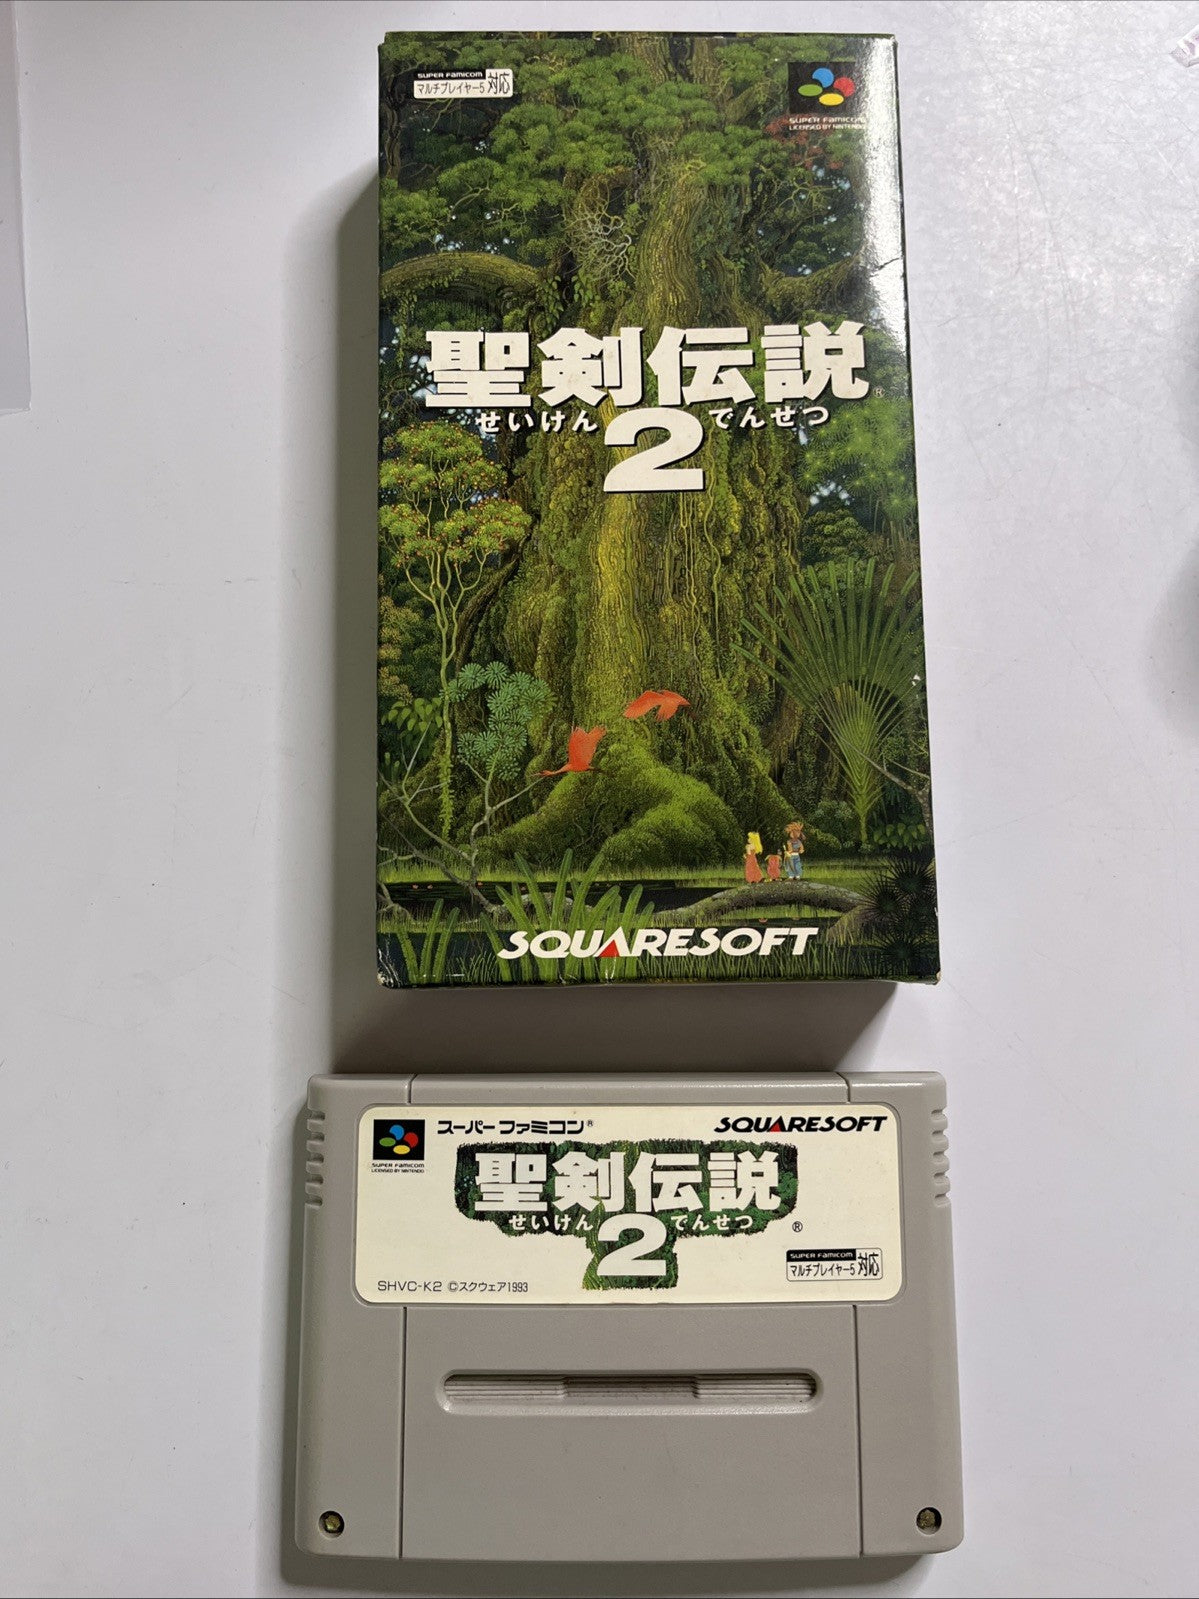 SUPER FAMICOM
マルチプレイヤー5 対応
SUPER FAMICOM
LICENSED BY NINTENDO
聖剣伝説®
せいけん でんせつ
2
SQUARESOFT
スーパー ファミコン®
SQUARESOFT
SUPER FAMICOM
LICENSED BY NINTENDO
聖剣伝説
せいけん でんせつ
2
®
SUPER FAMICOM
マルチプレイヤー5 対応
SHVC-K2 ©スクウェア1993